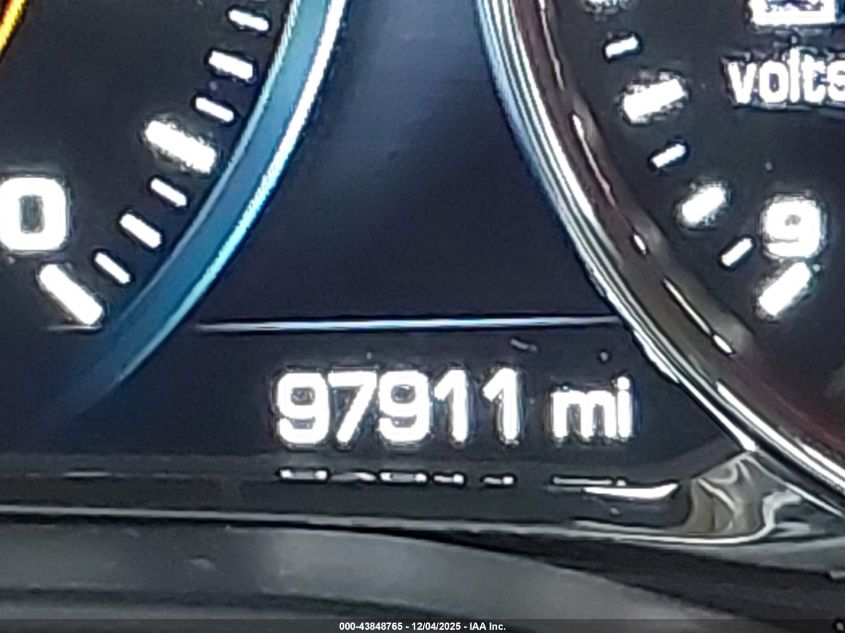 volts
0
9
97911 mi
000-43848765 - 12/04/2025 - IAA Inc.